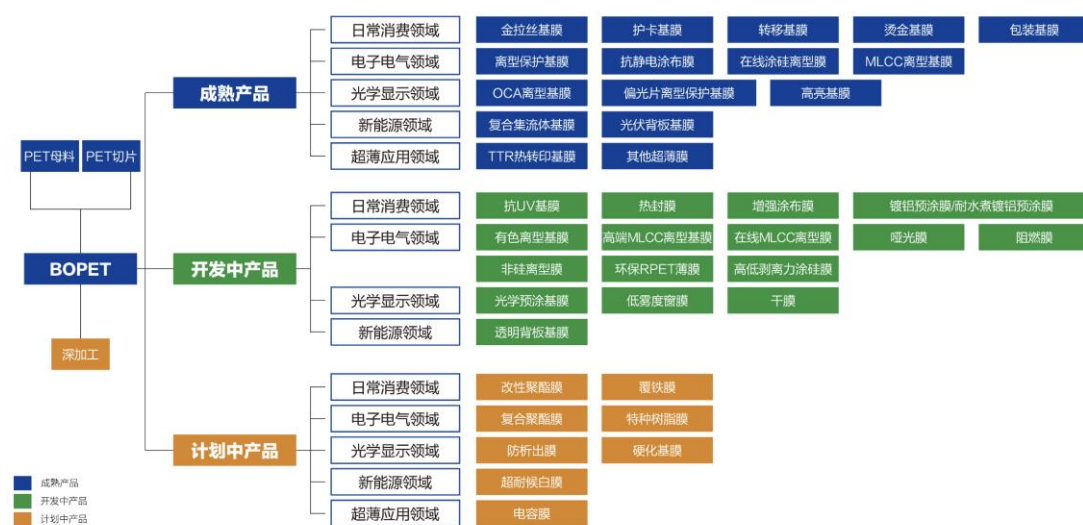 PET母料 PET切片
BOPET
深加工
成熟产品
日常消费领域 金拉丝基膜 护卡基膜 转移基膜 烫金基膜 包装基膜
电子电气领域 离型保护基膜 抗静电涂布膜 在线涂硅离型膜 MLCC离型基膜
光学显示领域 OCA离型基膜 偏光片离型保护基膜 高亮基膜
新能源领域 复合集流体基膜 光伏背板基膜
超薄应用领域 TTR热转印基膜 其他超薄膜
开发中产品
日常消费领域 抗UV基膜 热封膜 增强涂布膜 镀铝预涂膜/耐水煮镀铝预涂膜
电子电气领域 有色离型基膜 高端MLCC离型基膜 在线MLCC离型膜 哑光膜 阻燃膜
非硅离型膜 环保RPET薄膜 高低剥离力涂硅膜
光学显示领域 光学预涂基膜 低雾度窗膜 干膜
新能源领域 透明背板基膜
计划中产品
日常消费领域 改性聚酯膜 覆铁膜
电子电气领域 复合聚酯膜 特种树脂膜
光学显示领域 防析出膜 硬化基膜
新能源领域 超耐候白膜
超薄应用领域 电容膜
成熟产品
开发中产品
计划中产品